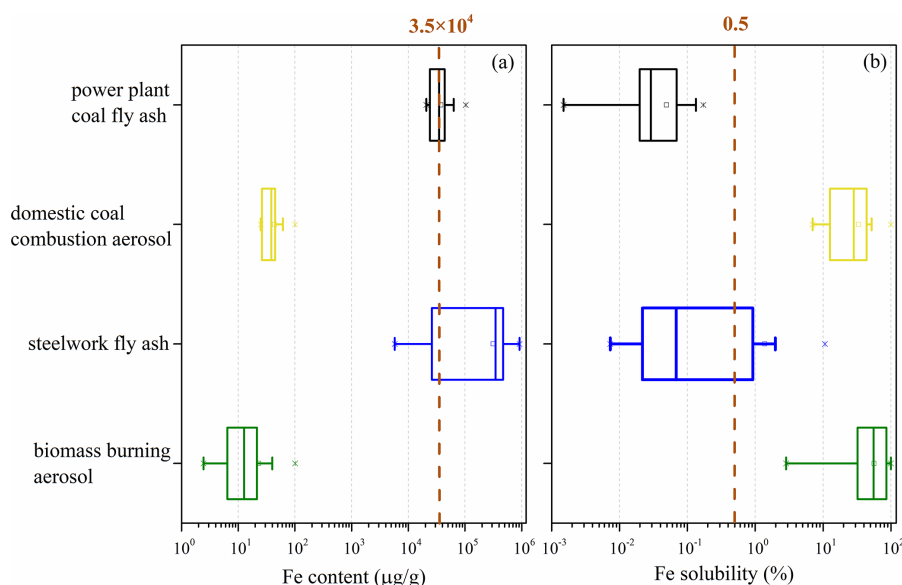 3.5×10⁴
0.5
(a)
(b)
power plant
coal fly ash
domestic coal
combustion aerosol
steelwork fly ash
biomass burning
aerosol
10⁰ 10¹ 10² 10³ 10⁴ 10⁵ 10⁶
10⁻³ 10⁻² 10⁻¹ 10⁰ 10¹ 10²
Fe content (μg/g)
Fe solubility (%)